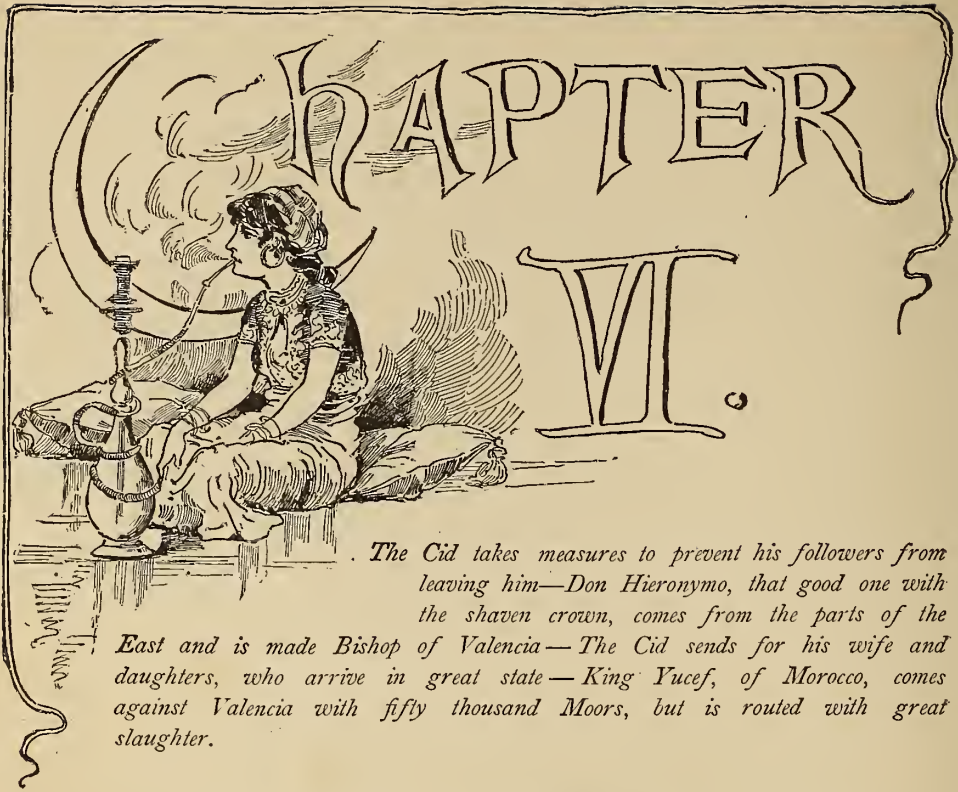 CHAPTER
VI.
The Cid takes measures to prevent his followers from
leaving him—Don Hieronymo, that good one with
the shaven crown, comes from the parts of the
East and is made Bishop of Valencia — The Cid sends for his wife and
daughters, who arrive in great state — King Yucef, of Morocco, comes
against Valencia with fifty thousand Moors, but is routed with great
slaughter.